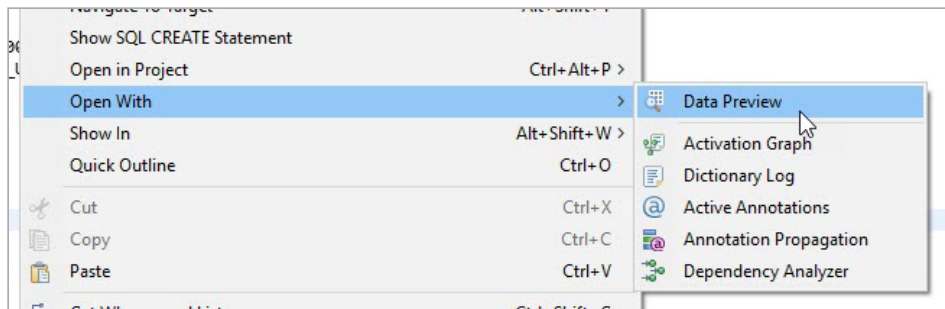 Show SQL CREATE Statement
Open in Project Ctrl+Alt+P >
Open With >
Show In Alt+Shift+W >
Quick Outline Ctrl+O
Cut Ctrl+X
Copy Ctrl+C
Paste Ctrl+V
Data Preview
Activation Graph
Dictionary Log
Active Annotations
Annotation Propagation
Dependency Analyzer